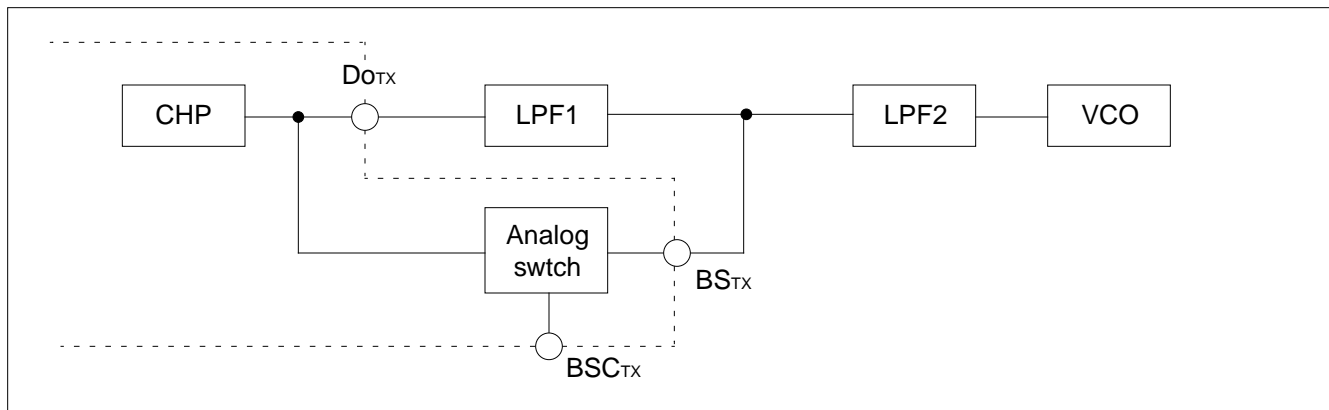 DoTX
CHP
LPF1
LPF2
VCO
Analog
swtch
BSTX
BSCTX